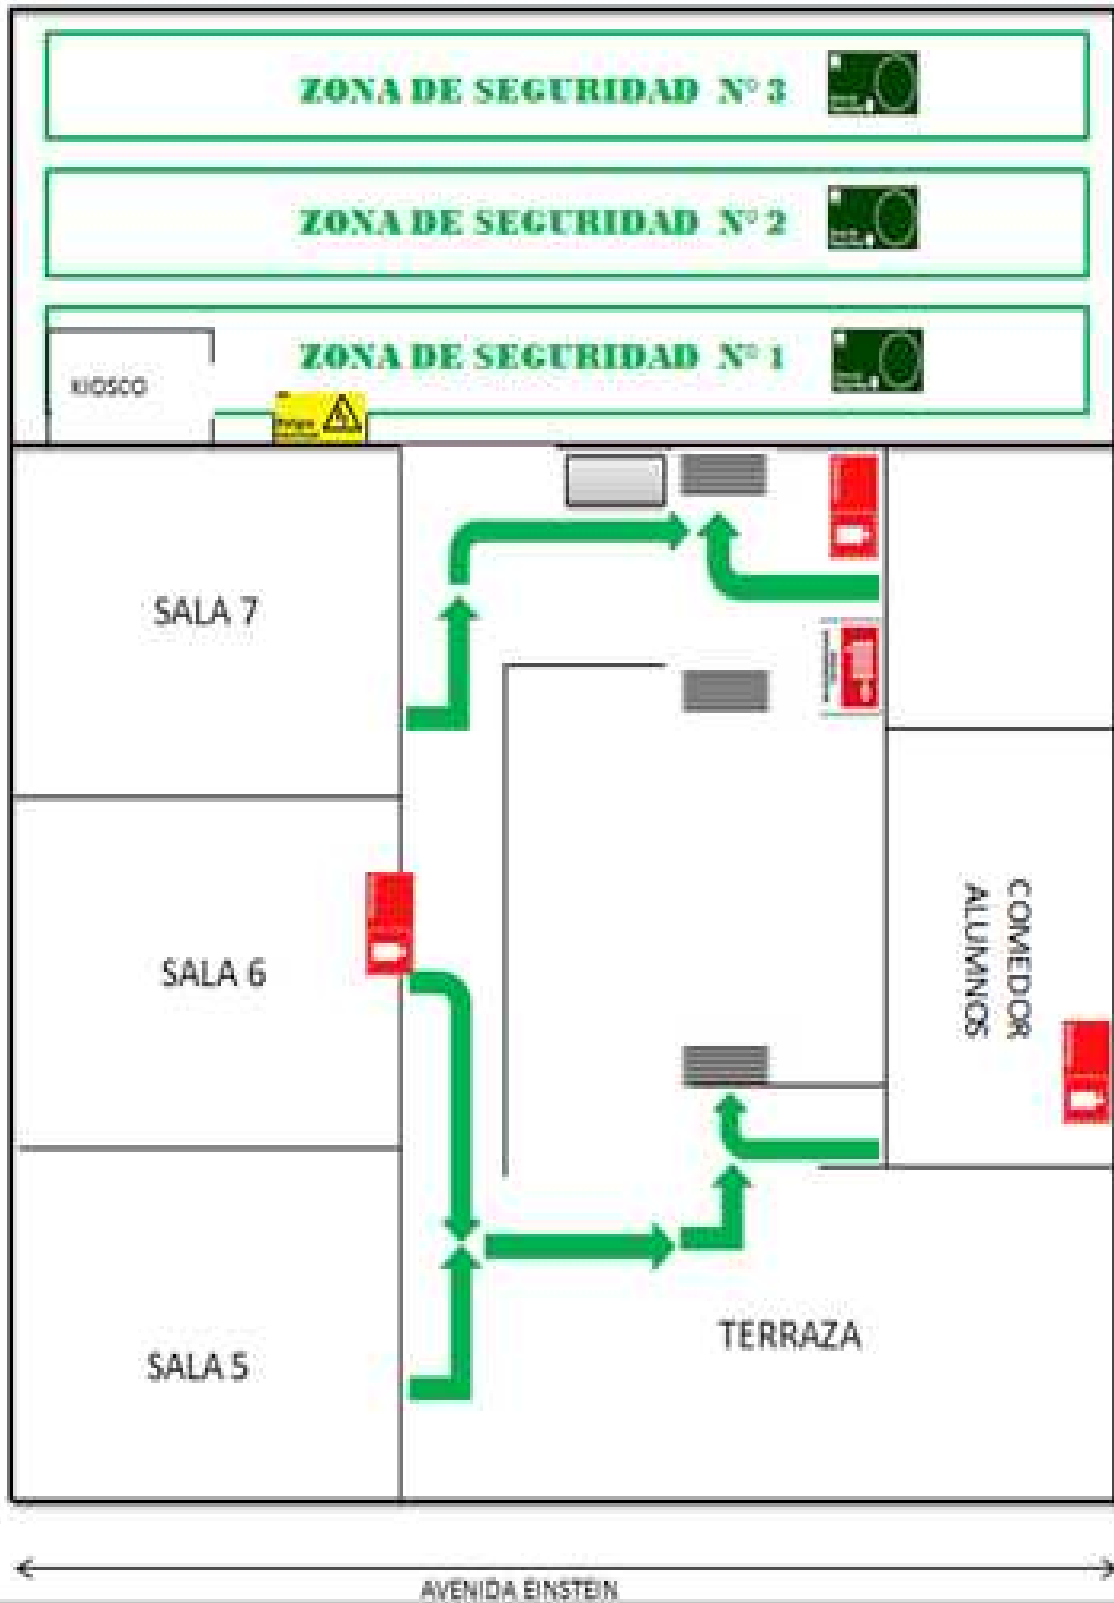 ZONA DE SEGURIDAD N° 3
ZONA DE SEGURIDAD N° 2
ZONA DE SEGURIDAD N° 1
KIOSCO
SALA 7
SALA 6
COMEDOR
ALUMNOS
SALA 5
TERRAZA
AVENIDA EINSTEIN